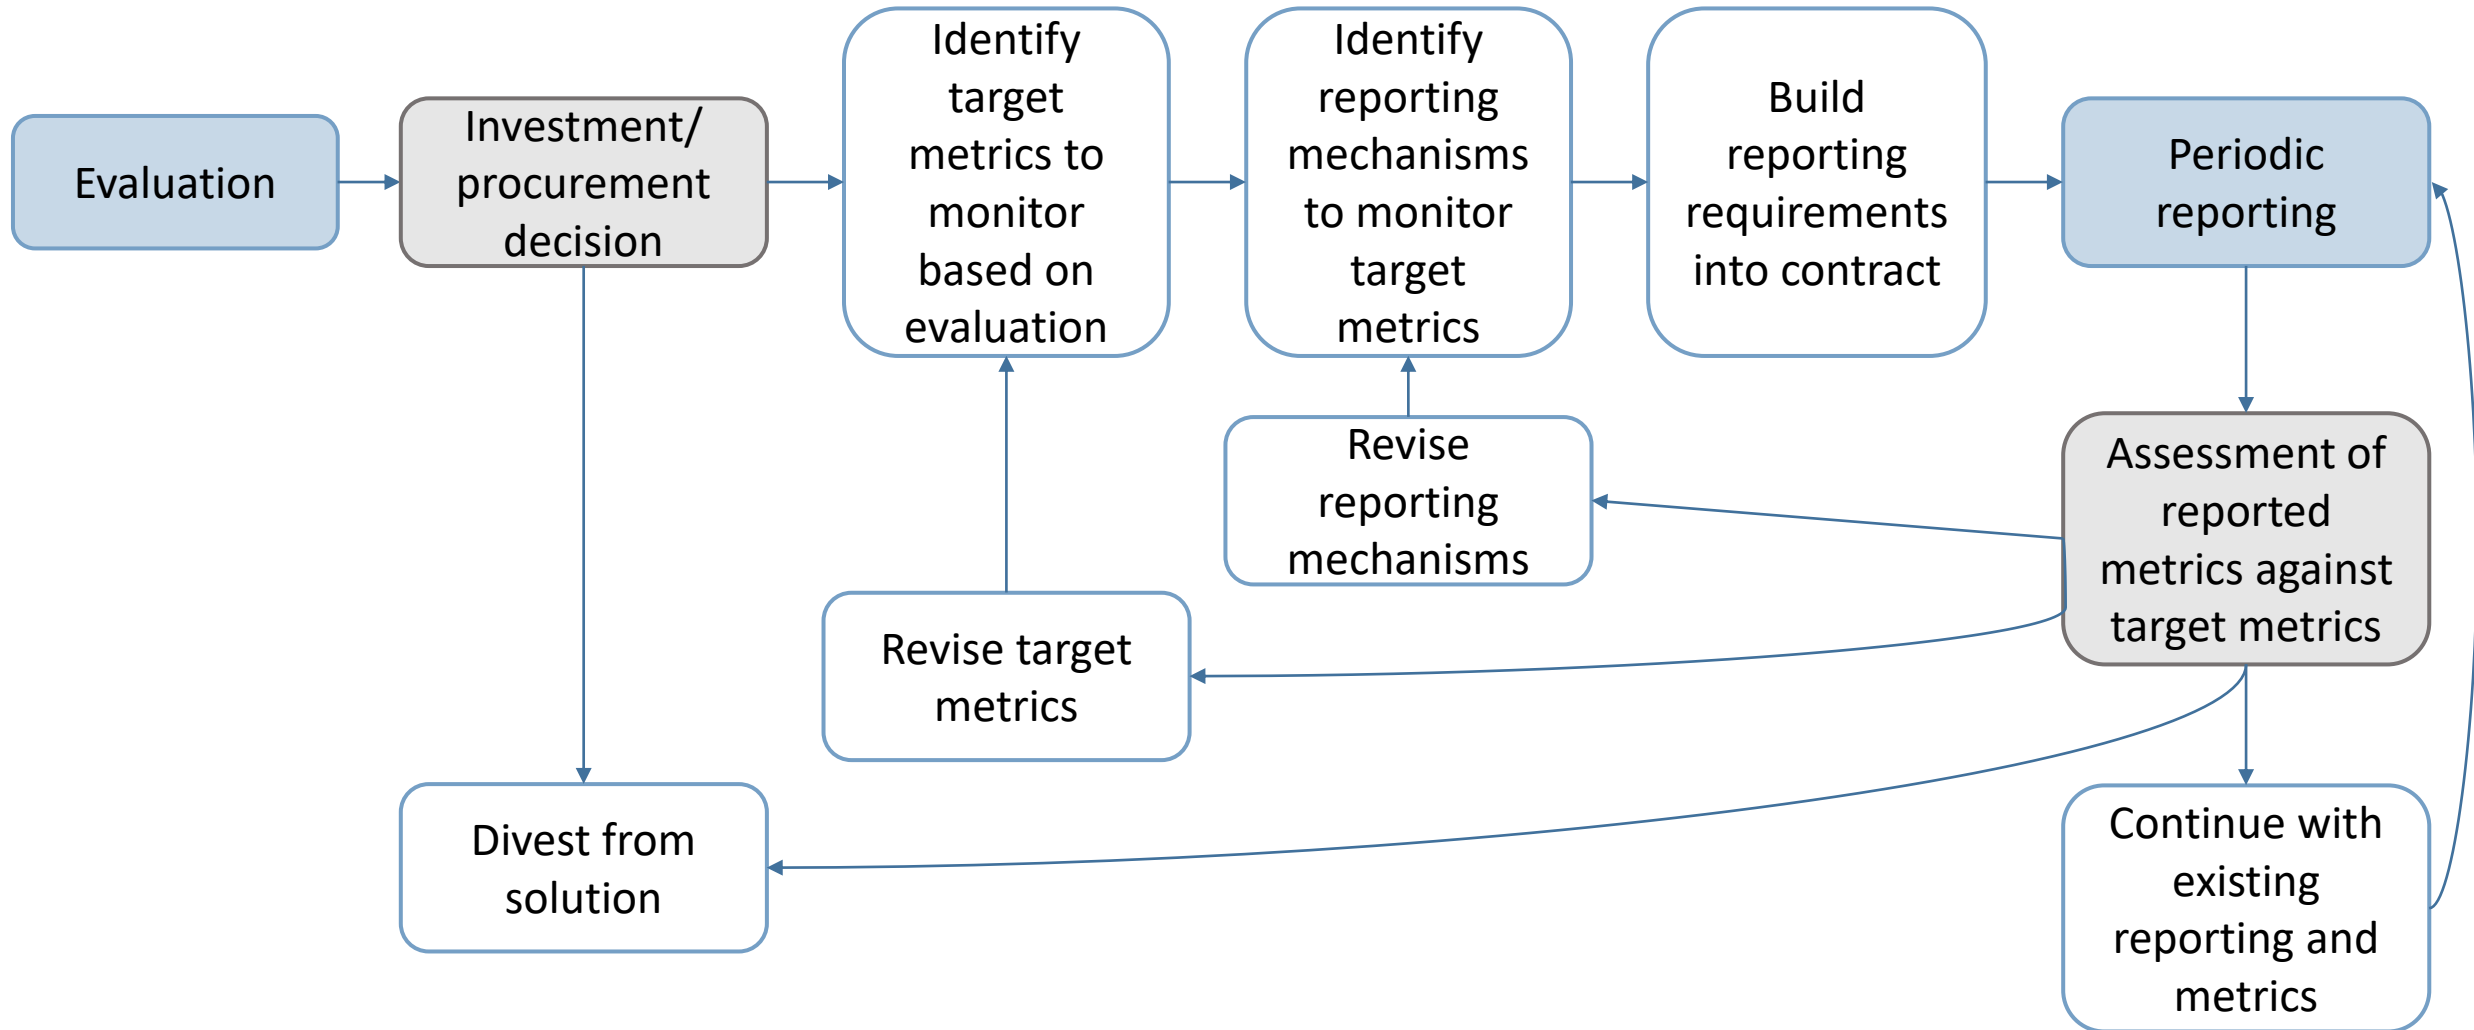 Evaluation
Investment/
procurement
decision
Identify
target
metrics to
monitor
based on
evaluation
Identify
reporting
mechanisms
to monitor
target
metrics
Build
reporting
requirements
into contract
Periodic
reporting
Revise
reporting
mechanisms
Assessment of
reported
metrics against
target metrics
Revise target
metrics
Divest from
solution
Continue with
existing
reporting and
metrics